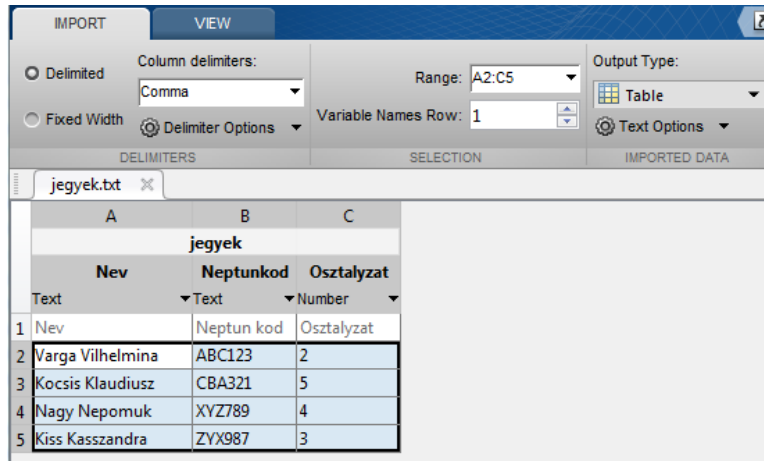 IMPORT VIEW
Delimited
Column delimiters:
Comma
Fixed Width
Delimiter Options
DELIMITERS
Range: A2:C5
Variable Names Row: 1
SELECTION
Output Type:
Table
Text Options
IMPORTED DATA
jegyek.txt
A B C
jegyek
Nev Neptunkod Osztalyzat
Text Text Number
1 Nev Neptun kod Osztalyzat
2 Varga Vilhelmina ABC123 2
3 Kocsis Klaudiusz CBA321 5
4 Nagy Nepomuk XYZ789 4
5 Kiss Kasszandra ZYX987 3